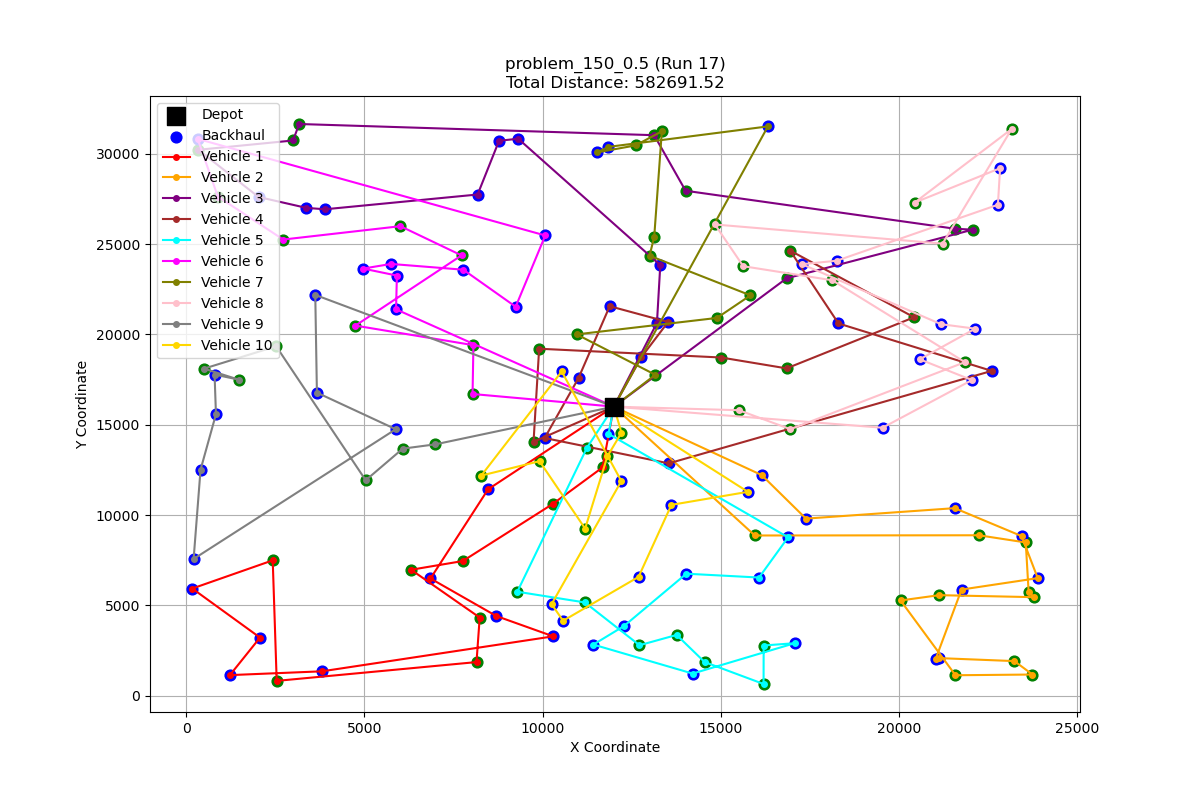 problem_150_0.5 (Run 17)
Total Distance: 582691.52
Depot
Backhaul
Vehicle 1
Vehicle 2
Vehicle 3
Vehicle 4
Vehicle 5
Vehicle 6
Vehicle 7
Vehicle 8
Vehicle 9
Vehicle 10
30000
25000
20000
15000
10000
5000
0
Y Coordinate
0
5000
10000
15000
20000
25000
X Coordinate